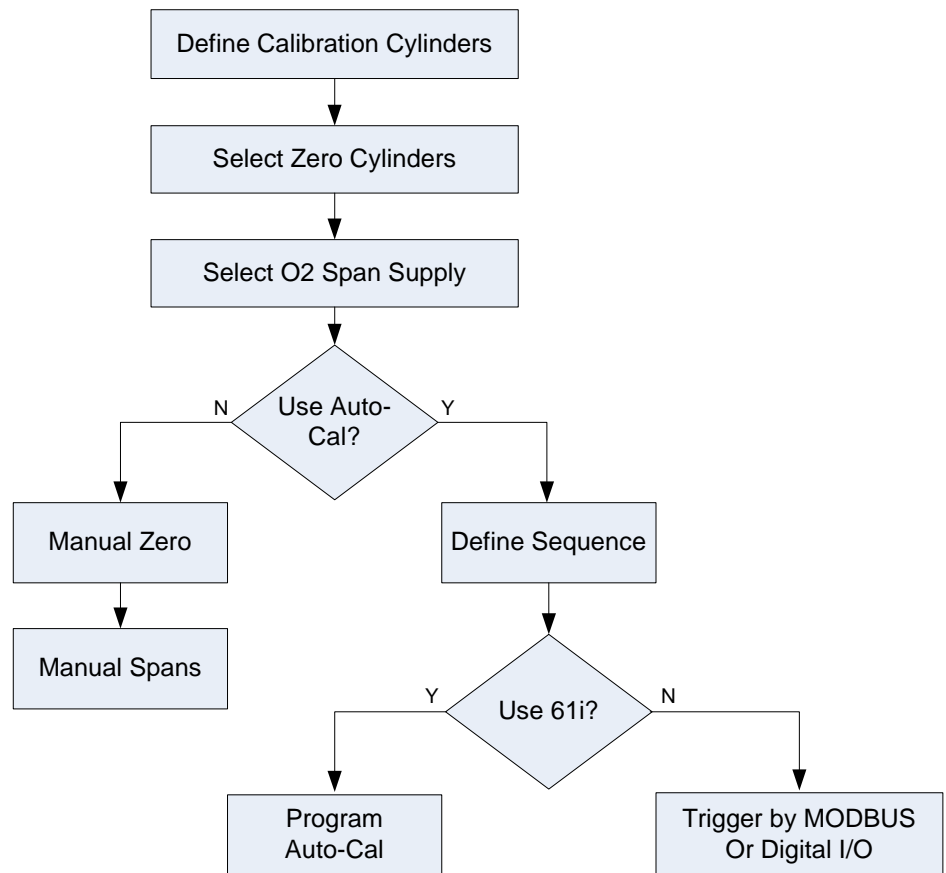 Define Calibration Cylinders
Select Zero Cylinders
Select O2 Span Supply
Use Auto-
Cal?
N
Y
Manual Zero
Define Sequence
Manual Spans
Use 61i?
Y
N
Program
Auto-Cal
Trigger by MODBUS
Or Digital I/O